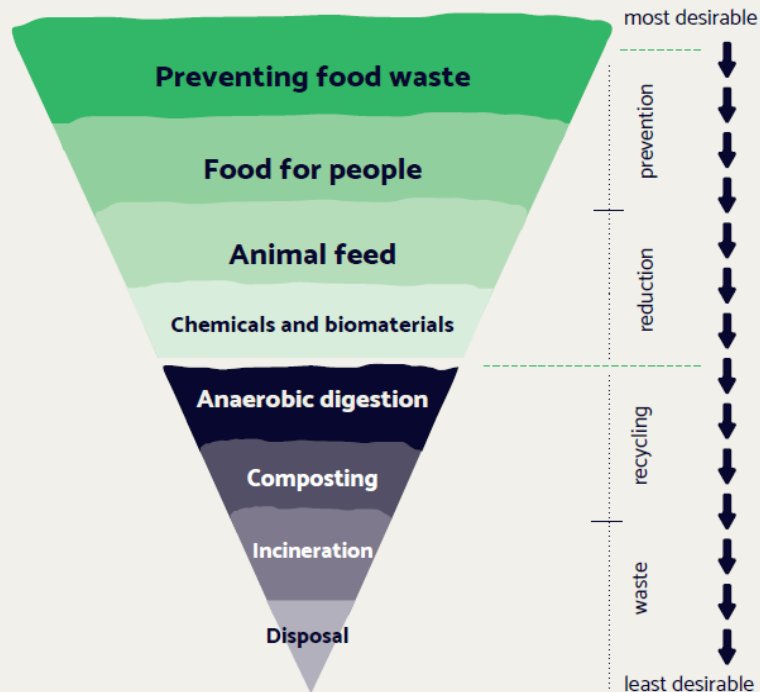 most desirable
Preventing food waste
prevention
Food for people
Animal feed
reduction
Chemicals and biomaterials
Anaerobic digestion
recycling
Composting
Incineration
waste
Disposal
least desirable